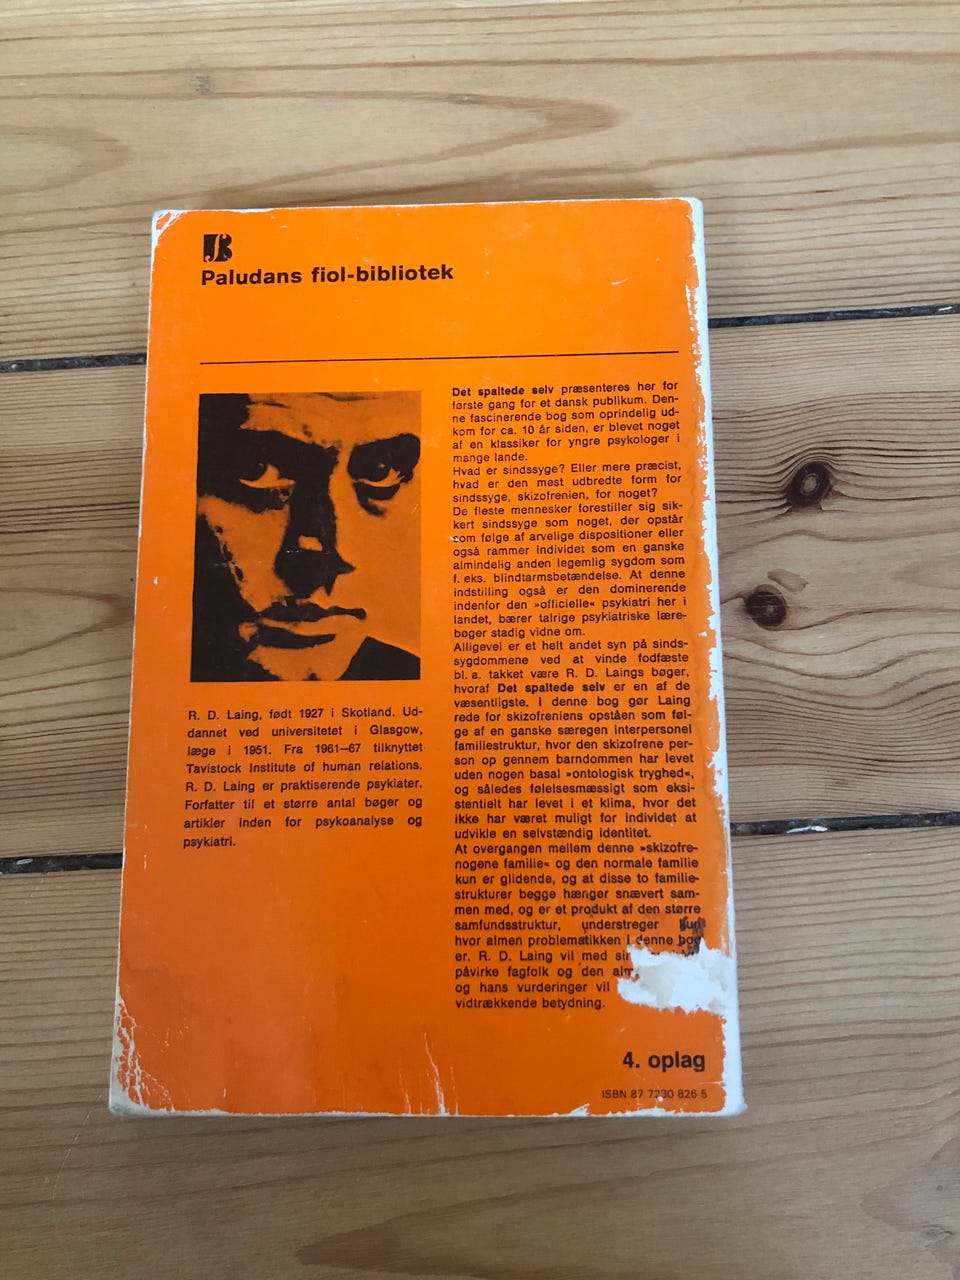 Paludans fiol-bibliotek
R. D. Laing, født 1927 i Skotland. Ud-
dannet ved universitetet i Glasgow,
læge i 1951. Fra 1961—67 tilknyttet
Tavistock Institute of human relations.
R. D. Laing er praktiserende psykiater.
Forfatter til et større antal bøger og
artikler inden for psykoanalyse og
psykiatri.
Det spaltede selv præsenteres her for
første gang for et dansk publikum. Den-
ne fascinerende bog som oprindelig ud-
kom for ca. 10 år siden, er blevet noget
af en klassiker for yngre psykologer i
mange lande.
Hvad er sindssyge? Eller mere præcist,
hvad er den mest udbredte form for
sindssyge, skizofrenien, for noget?
De fleste mennesker forestiller sig sik-
kert sindssyge som noget, der opstår
som følge af arvelige dispositioner eller
også rammer individet som en ganske
almindelig anden legemlig sygdom som
f. eks. blindtarmsbetændelse. At denne
indstilling også er den dominerende
indenfor den »officielle« psykiatri her i
landet, bærer talrige psykiatriske lære-
bøger stadig vidne om.
Alligevel er et helt andet syn på sinds-
sygdommene ved at vinde fodfæste
bl. a. takket være R. D. Laings bøger,
hvoraf Det spaltede selv er en af de
væsentligste. I denne bog gør Laing
rede for skizofreniens opståen som føl-
ge af en ganske særegen interpersonel
familiestruktur, hvor den skizofrene per-
son op gennem barndommen har levet
uden nogen basal »ontologisk tryghed«,
og således følelsesmæssigt som eksi-
stentielt har levet i et klima, hvor det
ikke har været muligt for individet at
udvikle en selvstændig identitet.
At overgangen mellem denne »skizofre-
nogene familie« og den normale familie
kun er glidende, og at disse to familie-
strukturer begge hænger snævert sam-
men med, og er et produkt af den større
samfundsstruktur, understreger kun
hvor almen problematikken i denne bog
er. R. D. Laing vil med
påvirke fagfolk og den
og hans vurderinger vil
vidtrækkende betydning.
4. oplag
ISBN 87 7230 826 5